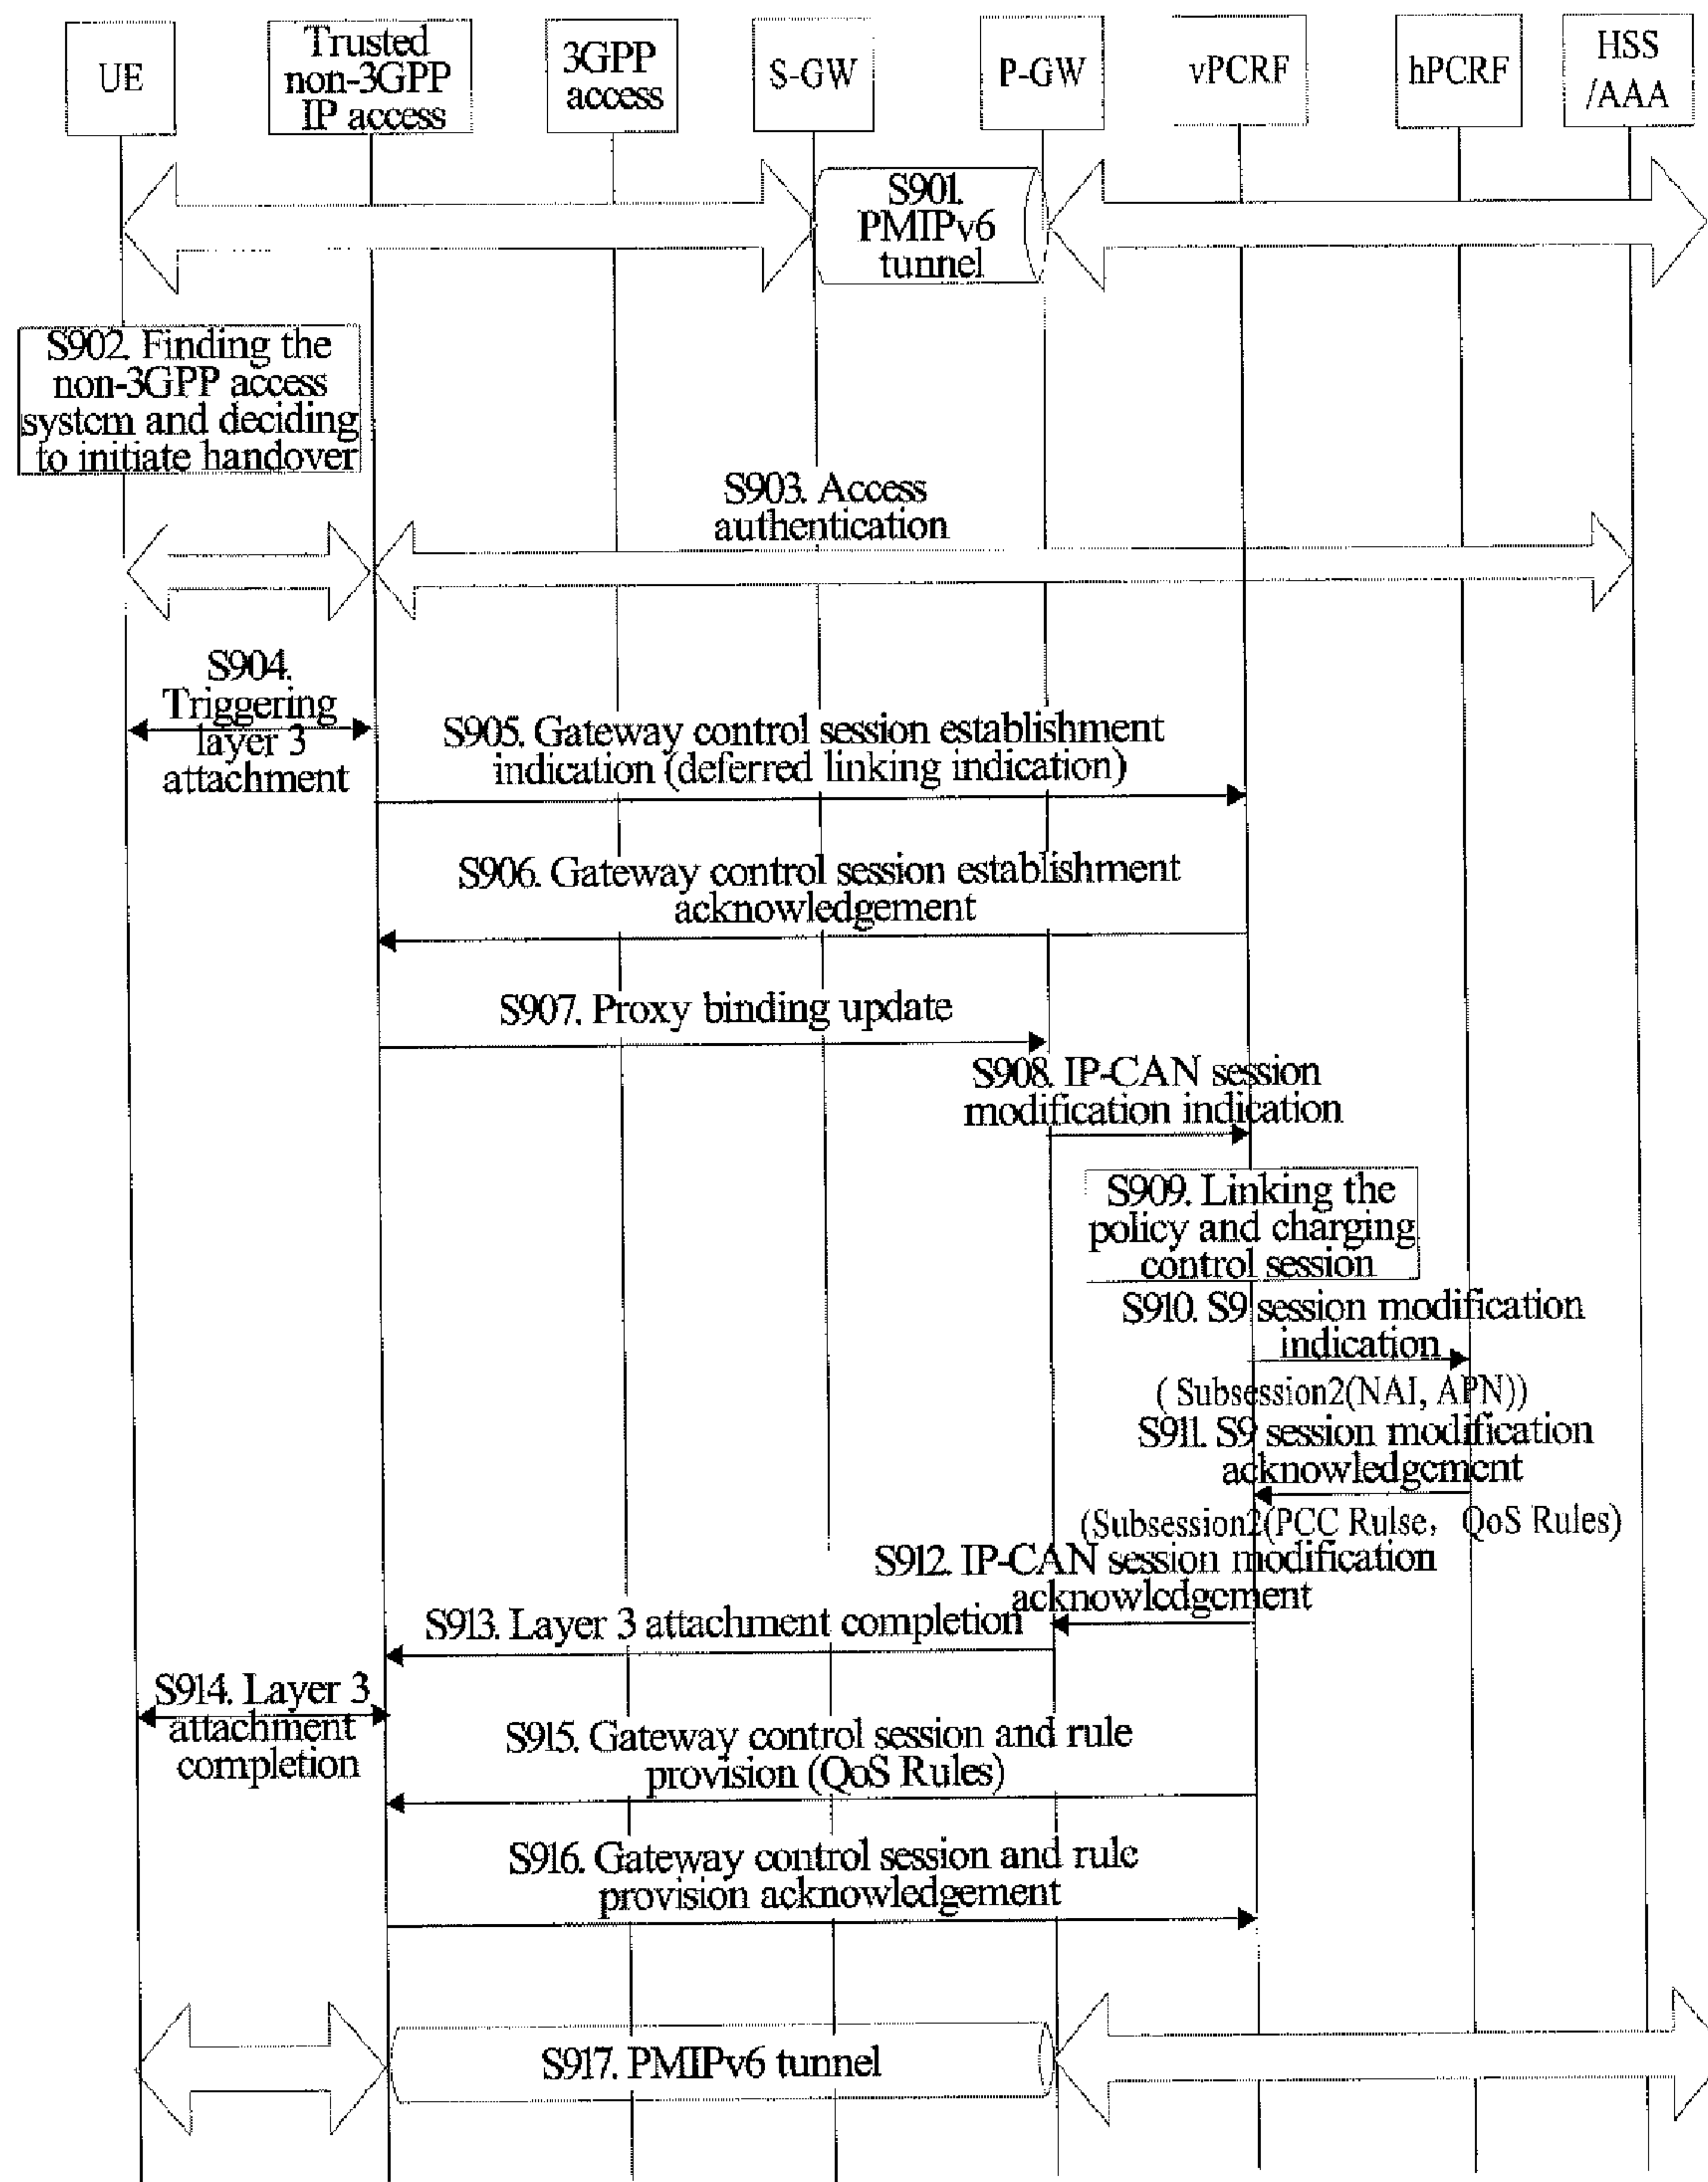 UE
Trusted
non-3GPP
IP access
3GPP
access
S-GW
P-GW
vPCRF
hPCRF
HSS
/AAA
S901.
PMIPv6
tunnel
S902. Finding the
non-3GPP access
system and deciding
to initiate handover
S903. Access
authentication
S904.
Triggering
layer 3
attachment
S905. Gateway control session establishment
indication (deferred linking indication)
S906. Gateway control session establishment
acknowledgement
S907. Proxy binding update
S908. IP-CAN session
modification indication
S909. Linking the
policy and charging
control session
S910. S9 session modification
indication
( Subsession2(NAI, APN))
S911. S9 session modification
acknowledgement
(Subsession2(PCC Rulse, QoS Rules)
S912. IP-CAN session modification
acknowledgement
S913. Layer 3 attachment completion
S914. Layer 3
attachment
completion
S915. Gateway control session and rule
provision (QoS Rules)
S916. Gateway control session and rule
provision acknowledgement
S917. PMIPv6 tunnel